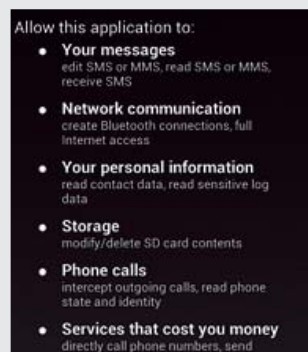 Allow this application to:
Your messages
edit SMS or MMS, read SMS or MMS,
receive SMS
Network communication
create Bluetooth connections, full
Internet access
Your personal information
read contact data, read sensitive log
data
Storage
modify/delete SD card contents
Phone calls
intercept outgoing calls, read phone
state and identity
Services that cost you money
directly call phone numbers, send